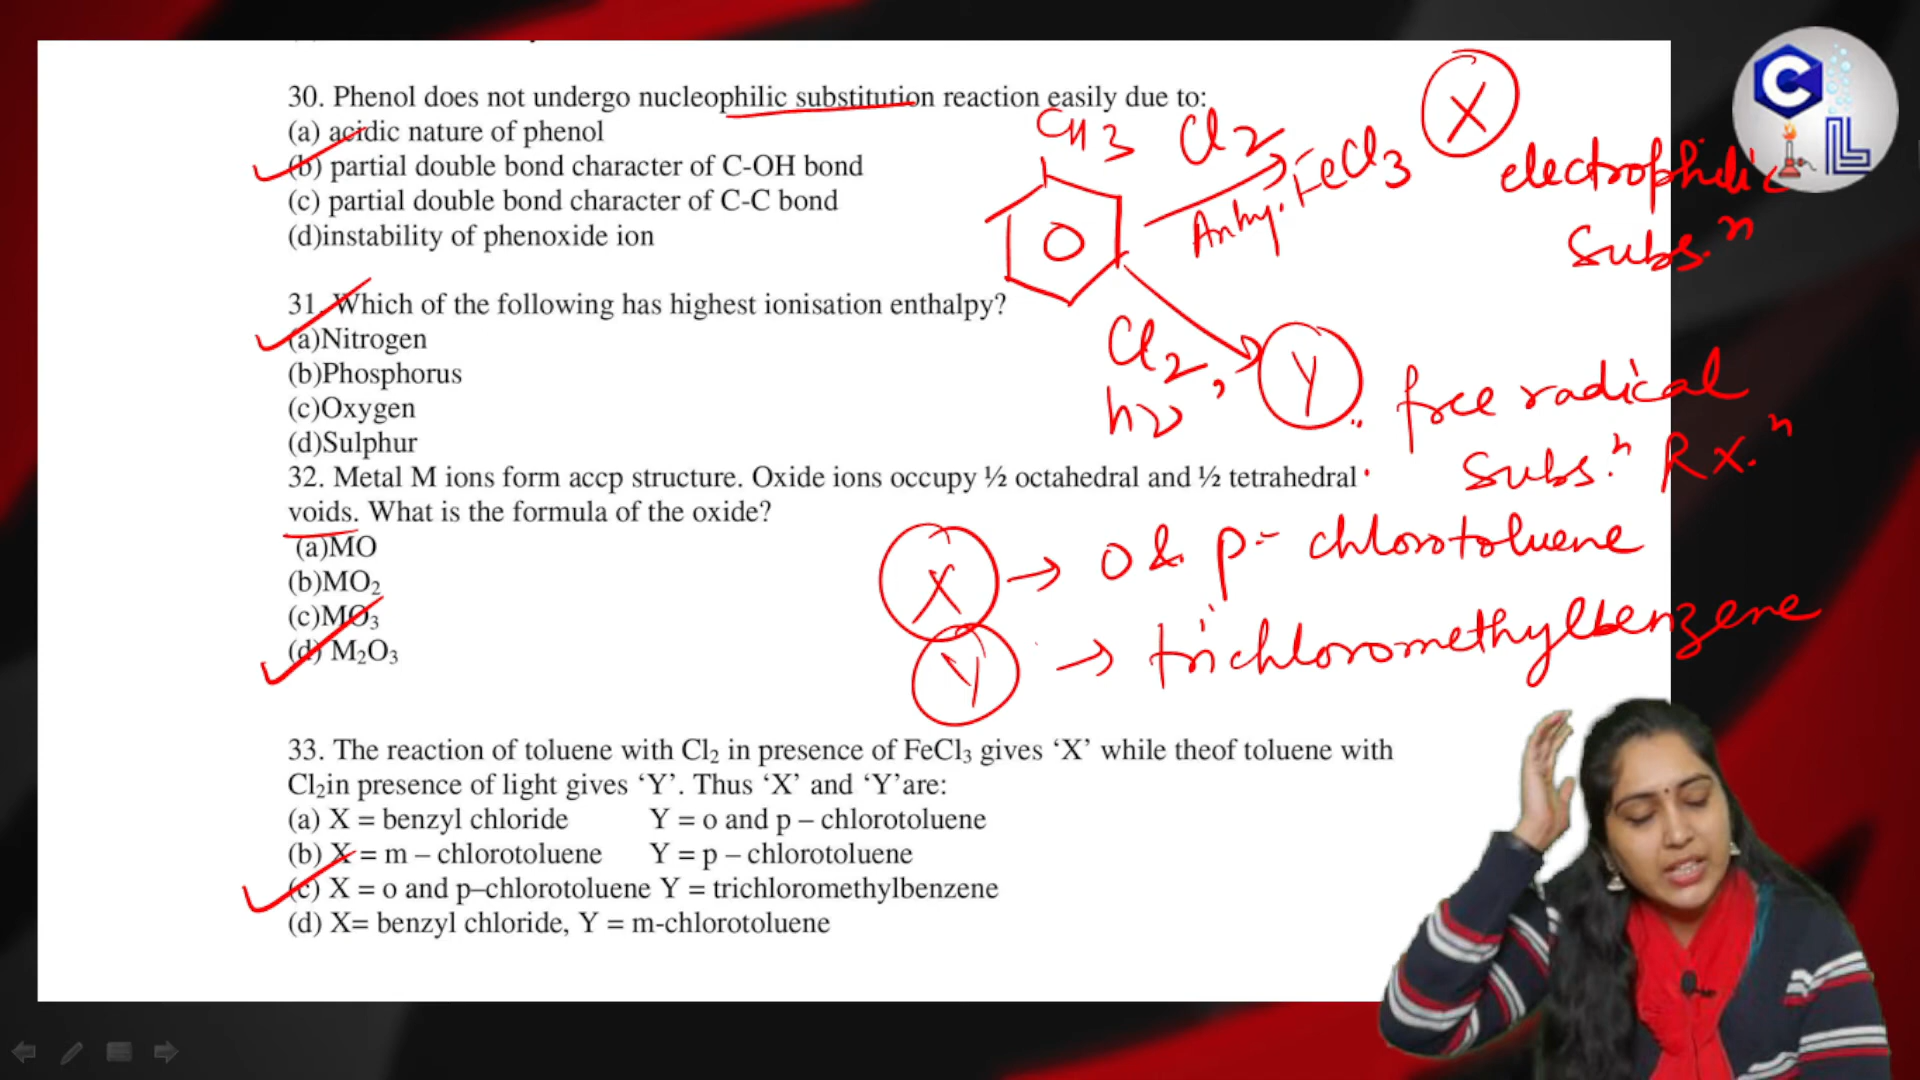 30. Phenol does not undergo nucleophilic substitution reaction easily due to:
(a) acidic nature of phenol
(b) partial double bond character of C-OH bond
(c) partial double bond character of C-C bond
(d)instability of phenoxide ion
CH3 Cl2 X
Anhy. FeCl3
electrophilic
Subs.n
31. Which of the following has highest ionisation enthalpy?
(a)Nitrogen
(b)Phosphorus
(c)Oxygen
(d)Sulphur
Cl2, Y
hν
free radical
Subs.n Rx.n
32. Metal M ions form accp structure. Oxide ions occupy ½ octahedral and ½ tetrahedral
voids. What is the formula of the oxide?
(a)MO
(b)MO₂
(c)MO₃
(d) M₂O₃
X → o & p- chlorotoluene
Y → trichloromethylbenzene
33. The reaction of toluene with Cl₂ in presence of FeCl₃ gives ‘X’ while theof toluene with
Cl₂in presence of light gives ‘Y’. Thus ‘X’ and ‘Y’are:
(a) X = benzyl chloride Y = o and p – chlorotoluene
(b) X = m – chlorotoluene Y = p – chlorotoluene
(c) X = o and p–chlorotoluene Y = trichloromethylbenzene
(d) X= benzyl chloride, Y = m-chlorotoluene
C L